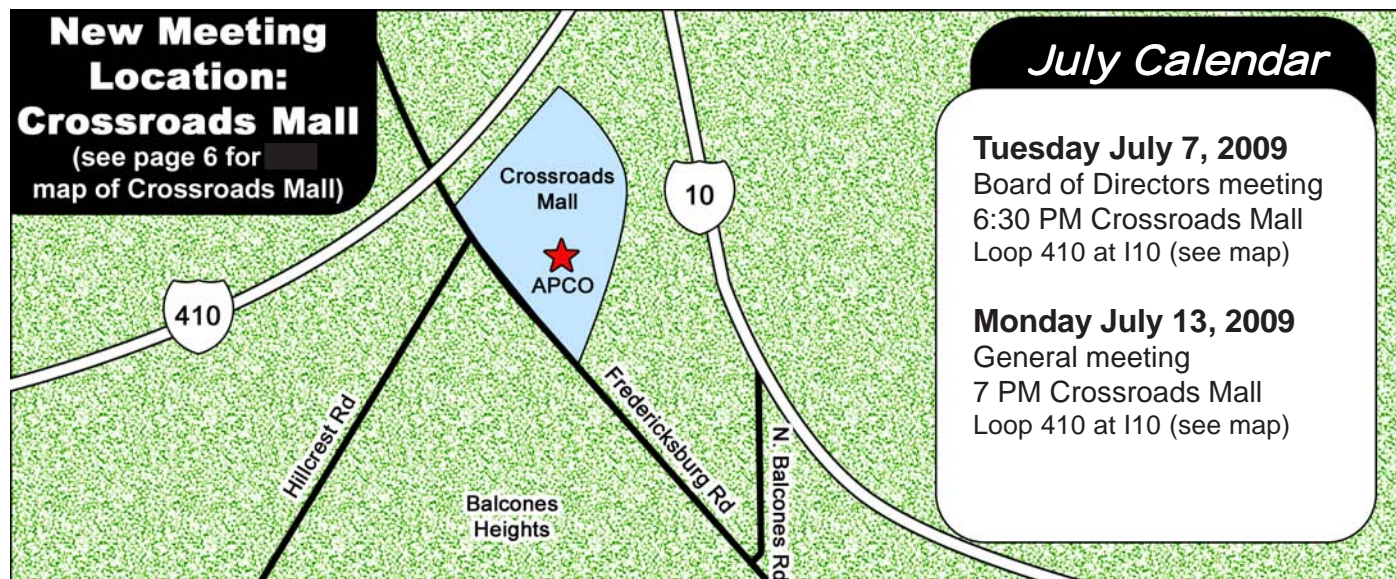 New Meeting
Location:
Crossroads Mall
(see page 6 for
map of Crossroads Mall)
Crossroads
Mall
APCO
410
10
Hillcrest Rd
Fredericksburg Rd
N. Balcones Rd
Balcones
Heights
July Calendar
Tuesday July 7, 2009
Board of Directors meeting
6:30 PM Crossroads Mall
Loop 410 at I10 (see map)
Monday July 13, 2009
General meeting
7 PM Crossroads Mall
Loop 410 at I10 (see map)